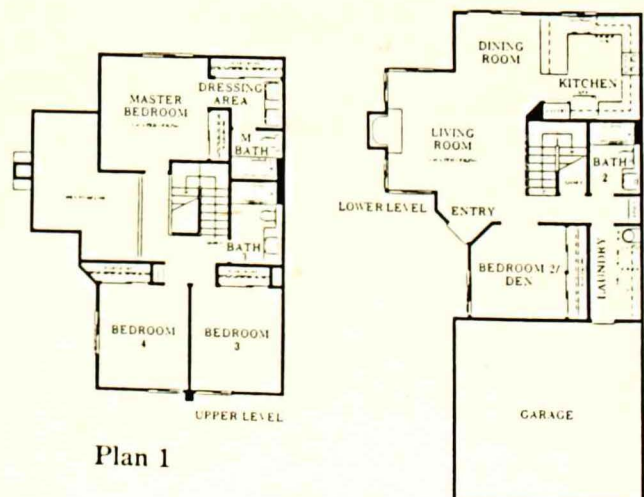 DRESSING
AREA
MASTER
BEDROOM
M
BATH
BATH
BEDROOM
4
BEDROOM
3
UPPER LEVEL
Plan 1
DINING
ROOM
KITCHEN
LIVING
ROOM
BATH
2
LOWER LEVEL
ENTRY
BEDROOM 2/
DEN
LAUNDRY
GARAGE